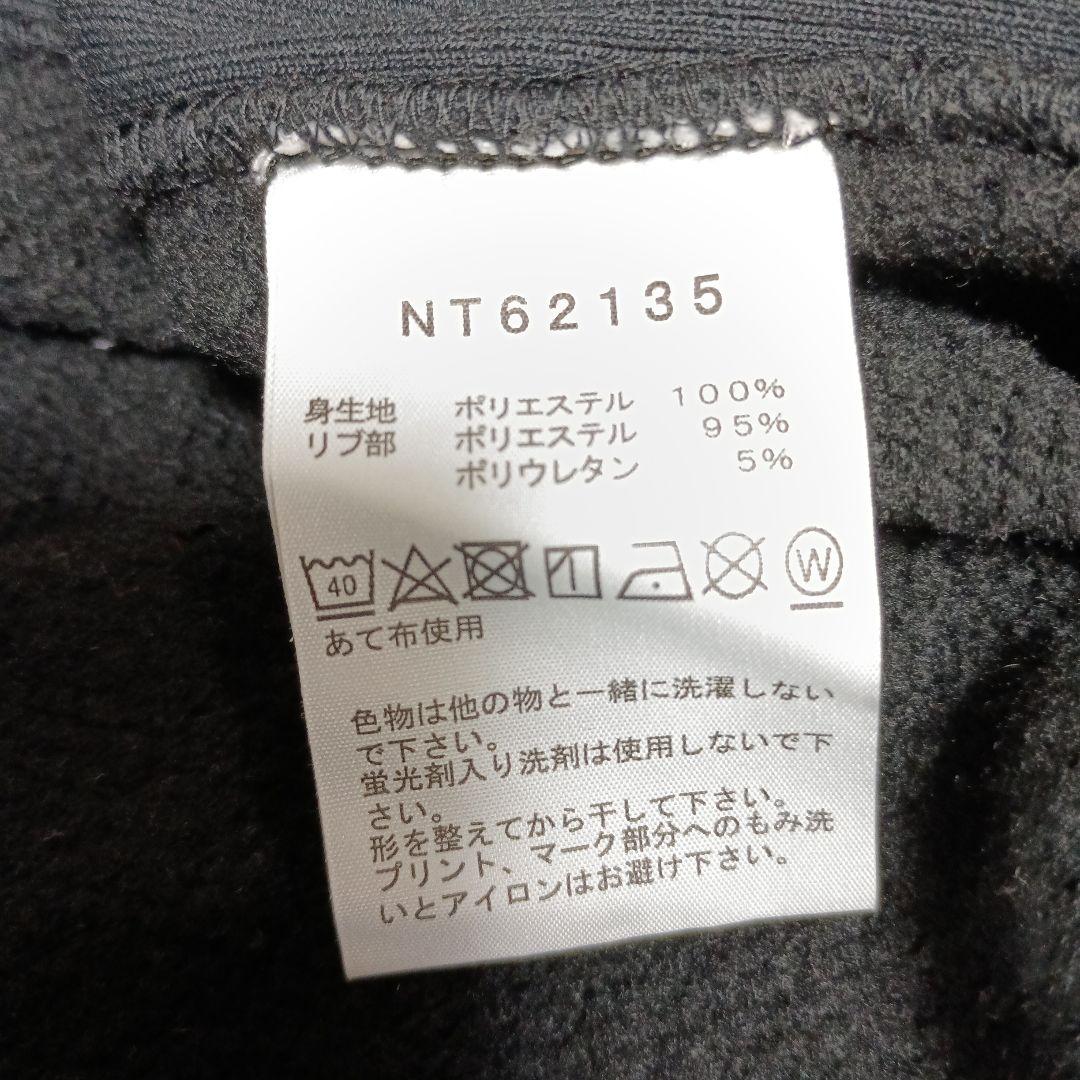 NT62135
身生地 ポリエステル 100%
リブ部 ポリエステル 95%
ポリウレタン 5%
40 W
あて布使用
色物は他の物と一緒に洗濯しない
で下さい。
蛍光剤入り洗剤は使用しないで下
さい。
形を整えてから干して下さい。
プリント、マーク部分へのもみ洗
いとアイロンはお避け下さい。